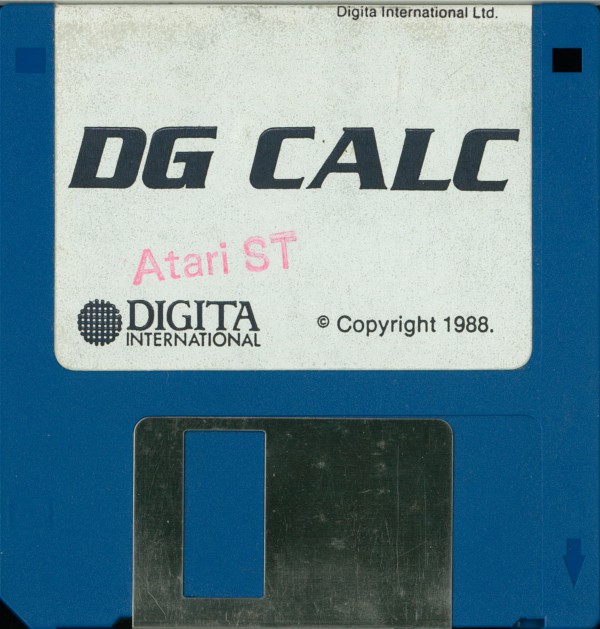 Digita International Ltd.
DG CALC
Atari ST
DIGITA
INTERNATIONAL
© Copyright 1988.